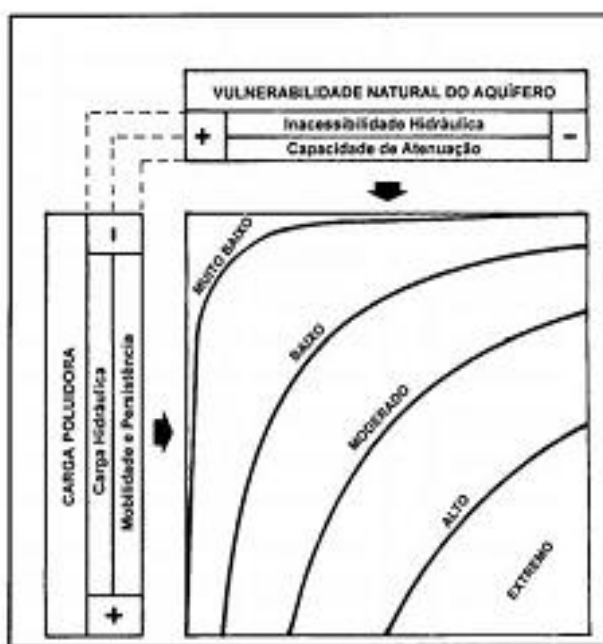 VULNERABILIDADE NATURAL DO AQUÍFERO
+
Inacessibilidade Hidráulica
Capacidade de Atenuação
-
CARGA POLUIDORA
-
Carga Hidráulica
Mobilidade e Persistência
+
MUITO BAIXO
BAIXO
MODERADO
ALTO
EXTREMO